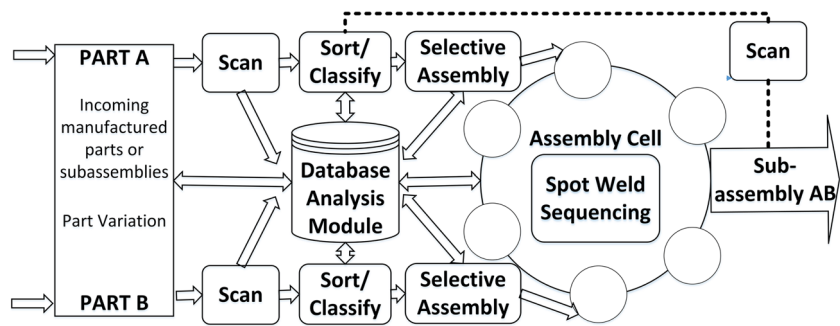 PART A
Incoming
manufactured
parts or
subassemblies
Part Variation
PART B
Scan
Sort/
Classify
Selective
Assembly
Database
Analysis
Module
Scan
Sort/
Classify
Selective
Assembly
Assembly Cell
Spot Weld
Sequencing
Scan
Sub-
assembly AB